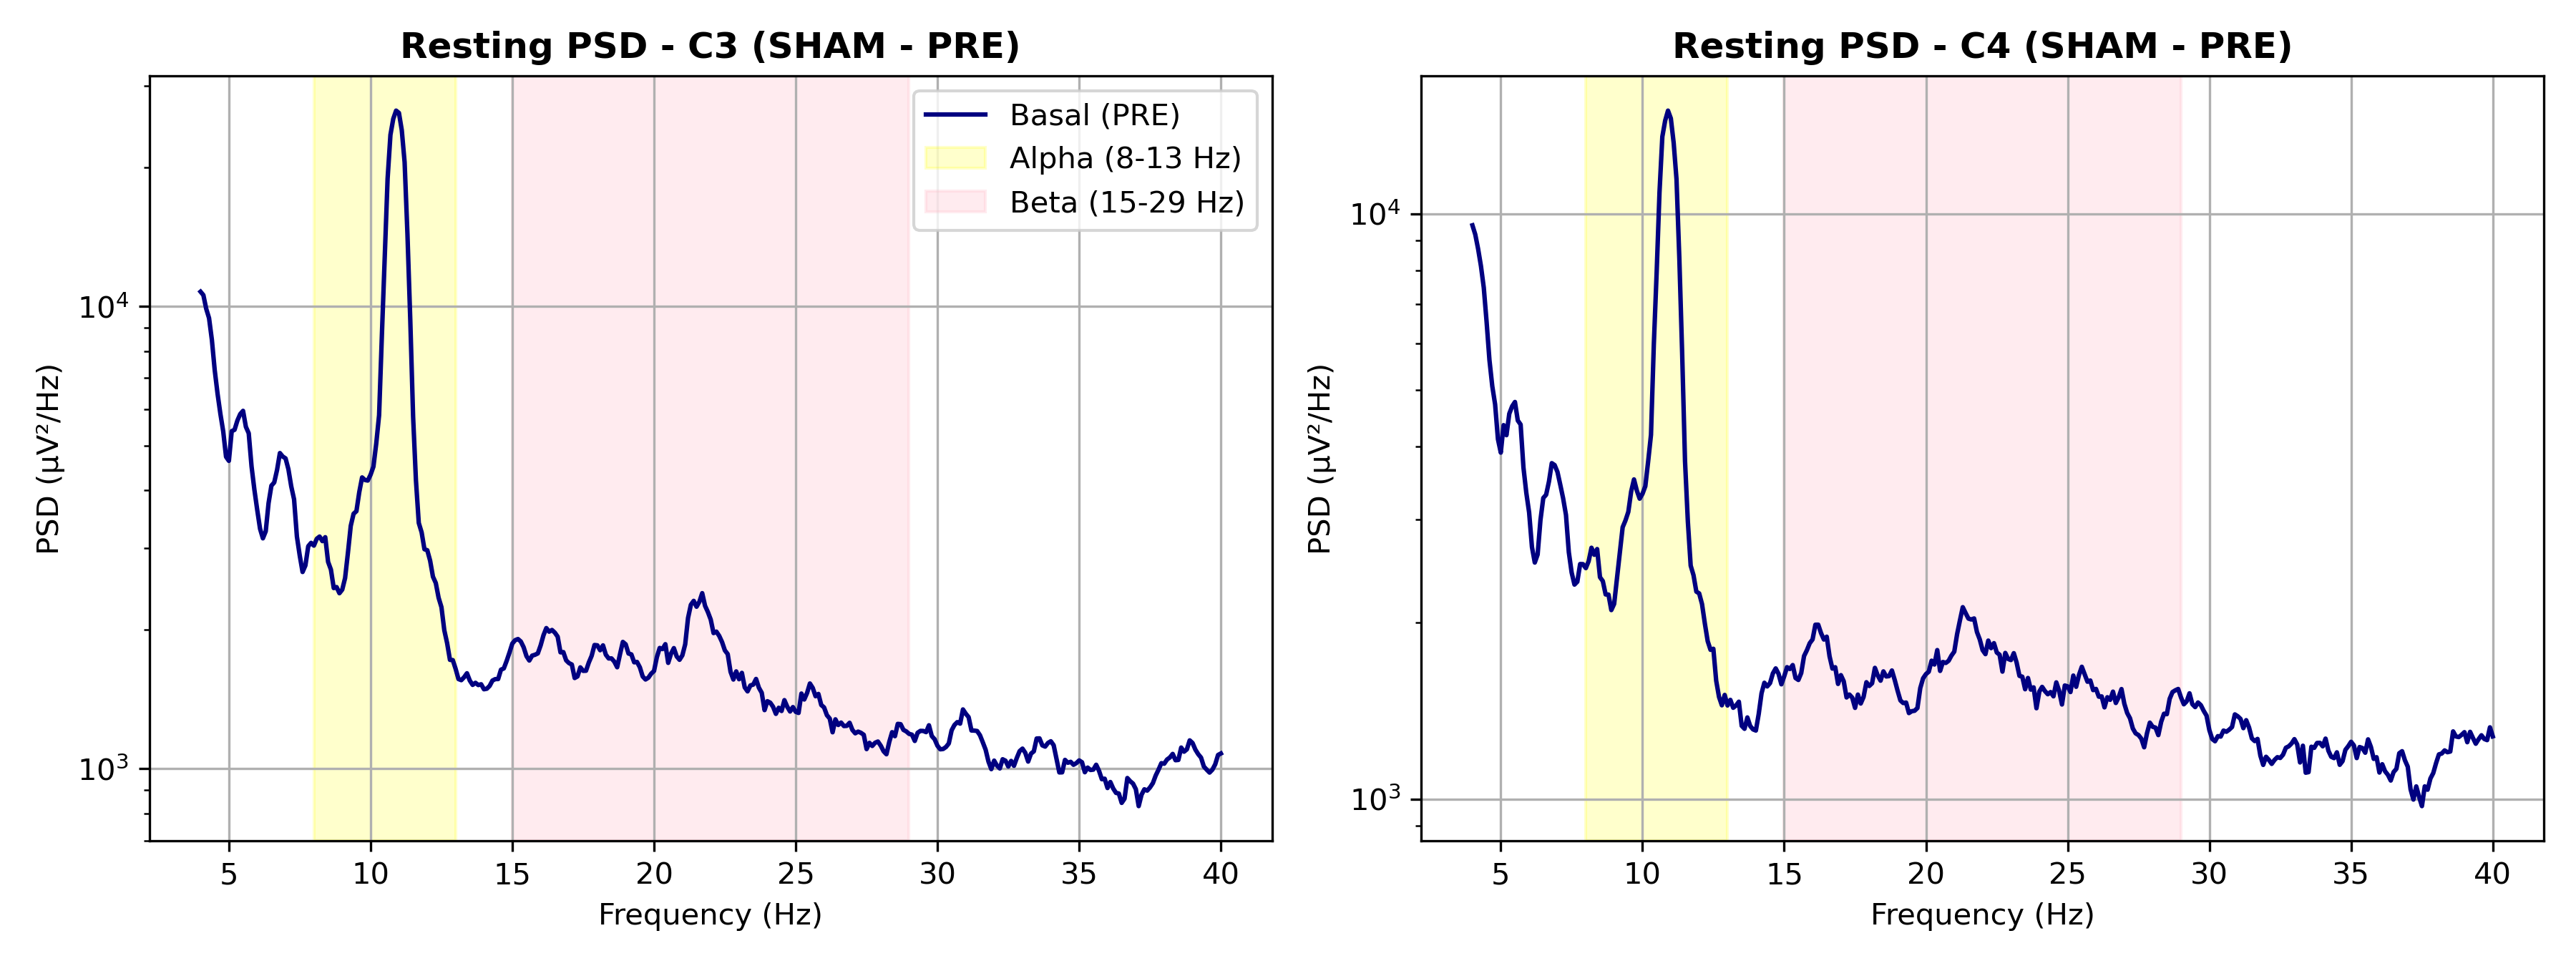 Resting PSD - C3 (SHAM - PRE)
Basal (PRE)
Alpha (8-13 Hz)
Beta (15-29 Hz)
10⁴
10³
PSD (µV²/Hz)
5 10 15 20 25 30 35 40
Frequency (Hz)
Resting PSD - C4 (SHAM - PRE)
10⁴
10³
PSD (µV²/Hz)
5 10 15 20 25 30 35 40
Frequency (Hz)